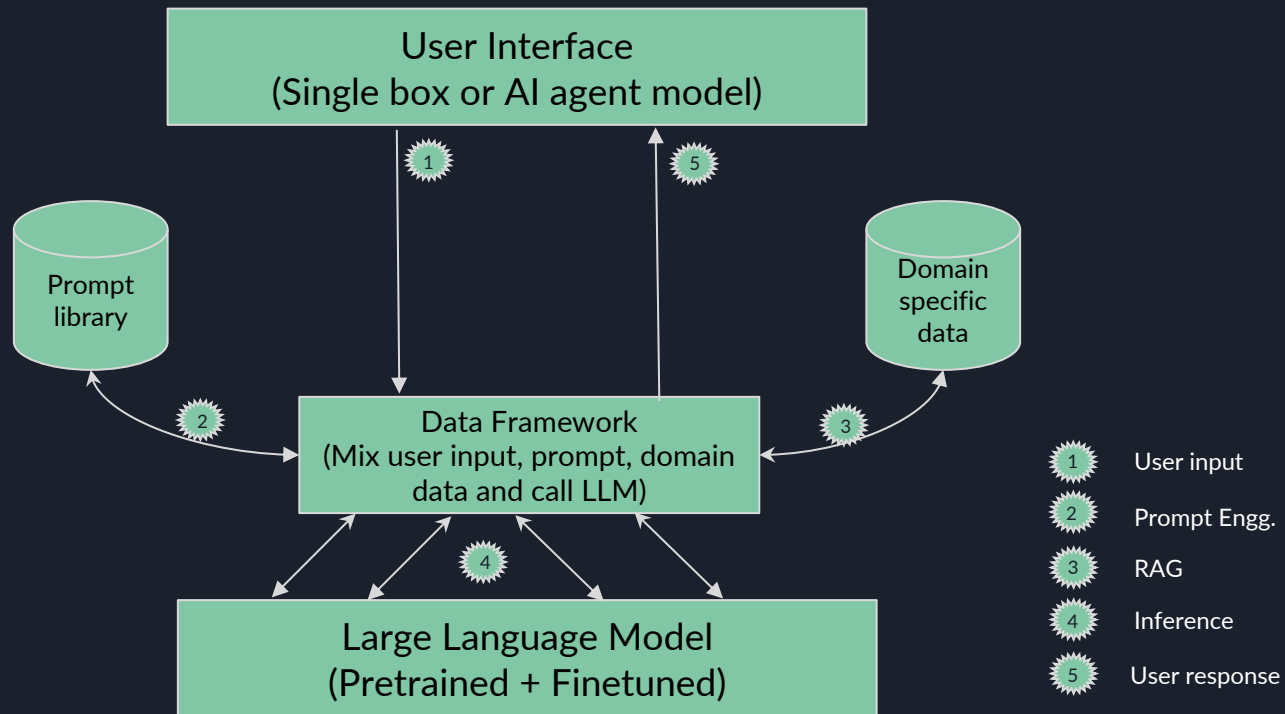 User Interface
(Single box or AI agent model)
1
5
Prompt
library
Domain
specific
data
2
3
Data Framework
(Mix user input, prompt, domain
data and call LLM)
4
Large Language Model
(Pretrained + Finetuned)
1 User input
2 Prompt Engg.
3 RAG
4 Inference
5 User response